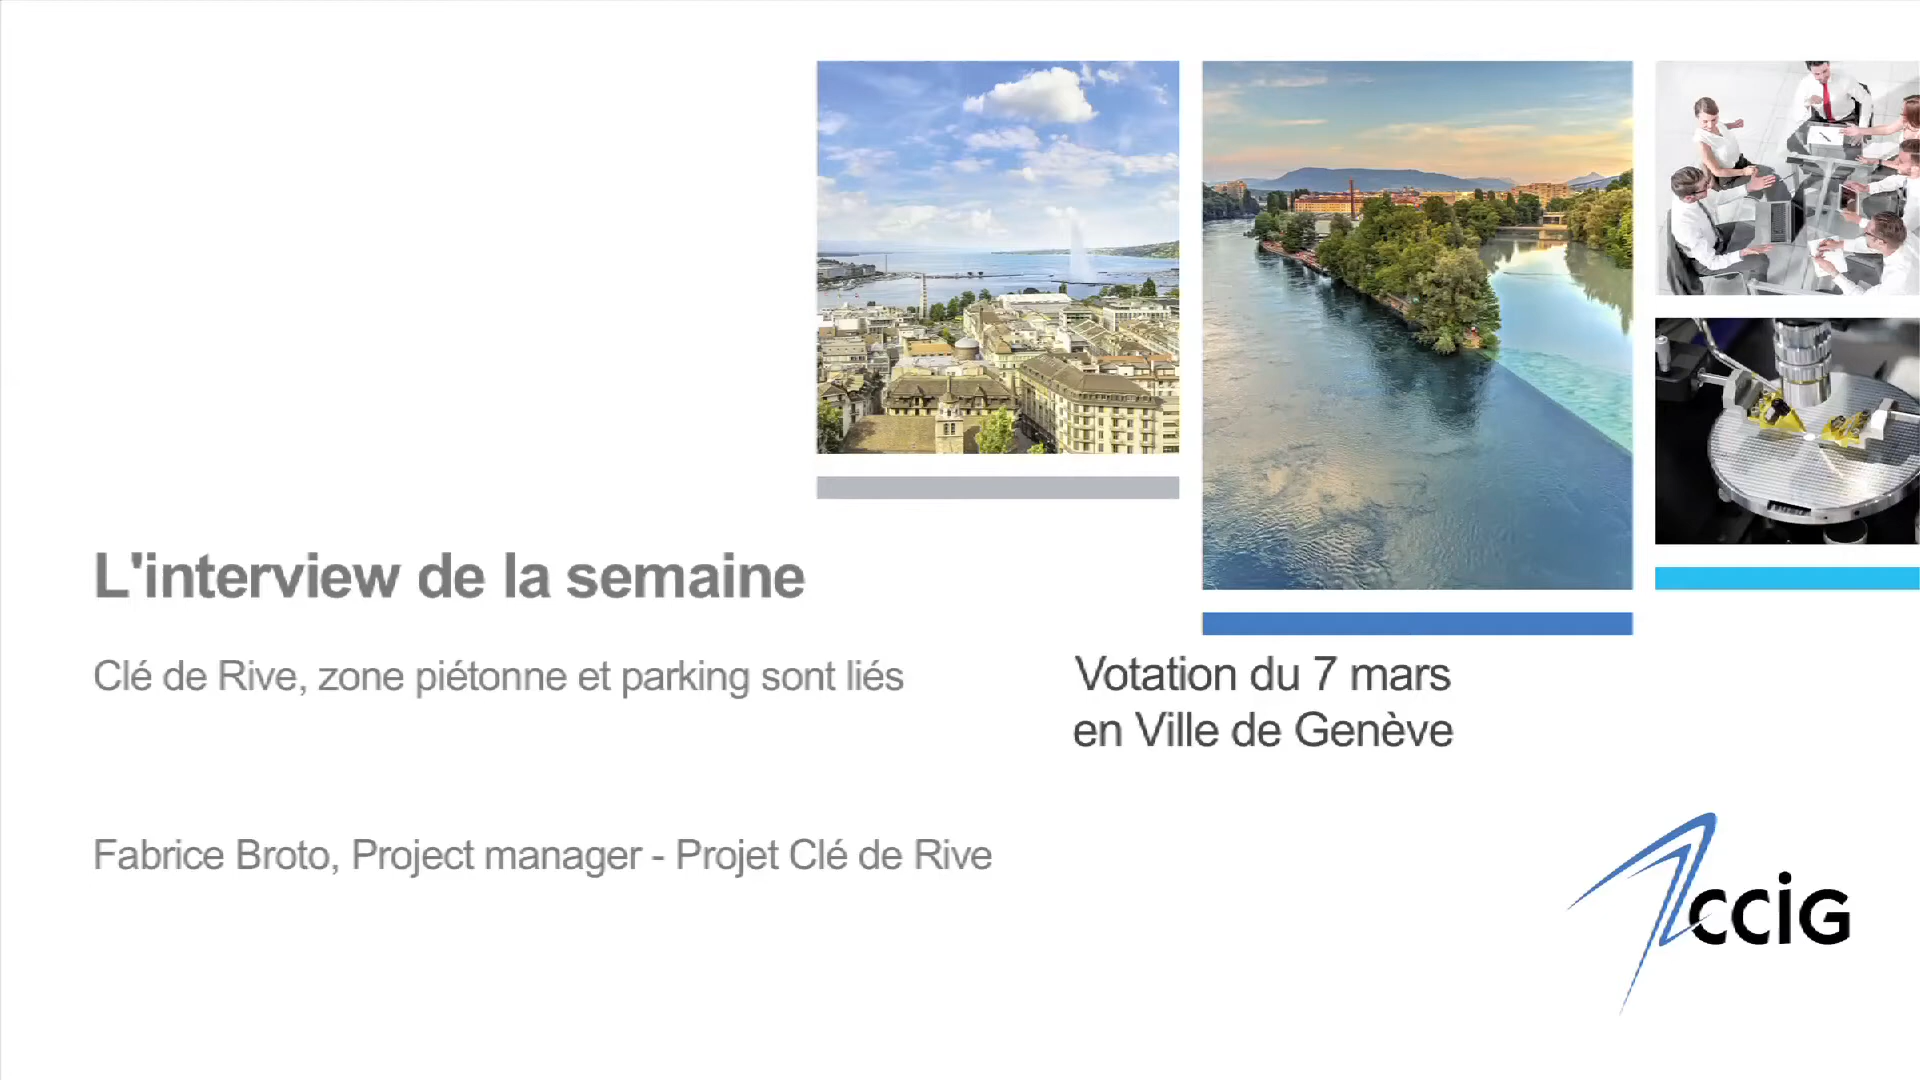 L'interview de la semaine
Clé de Rive, zone piétonne et parking sont liés
Votation du 7 mars
en Ville de Genève
Fabrice Broto, Project manager - Projet Clé de Rive
ccıG